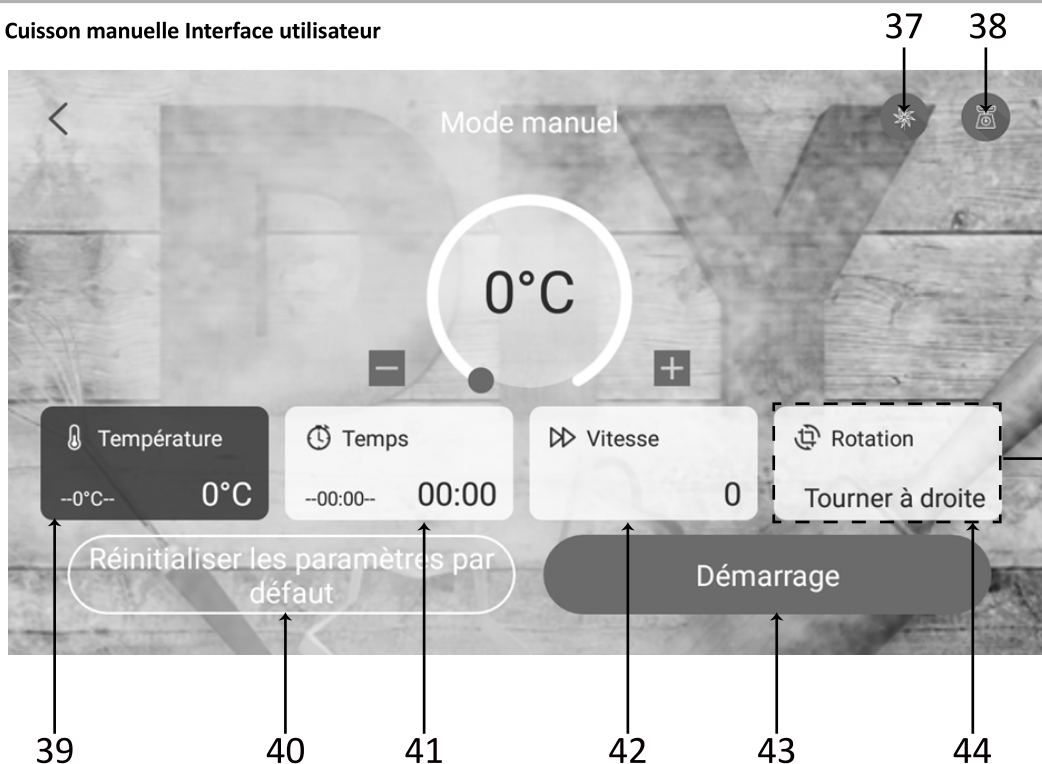 Cuisson manuelle Interface utilisateur
37 38
Mode manuel
DIY
0°C
Température
--0°C-- 0°C
Temps
--00:00-- 00:00
Vitesse
0
Rotation
Tourner à droite
Réinitialiser les paramètres par
défaut
Démarrage
39 40 41 42 43 44